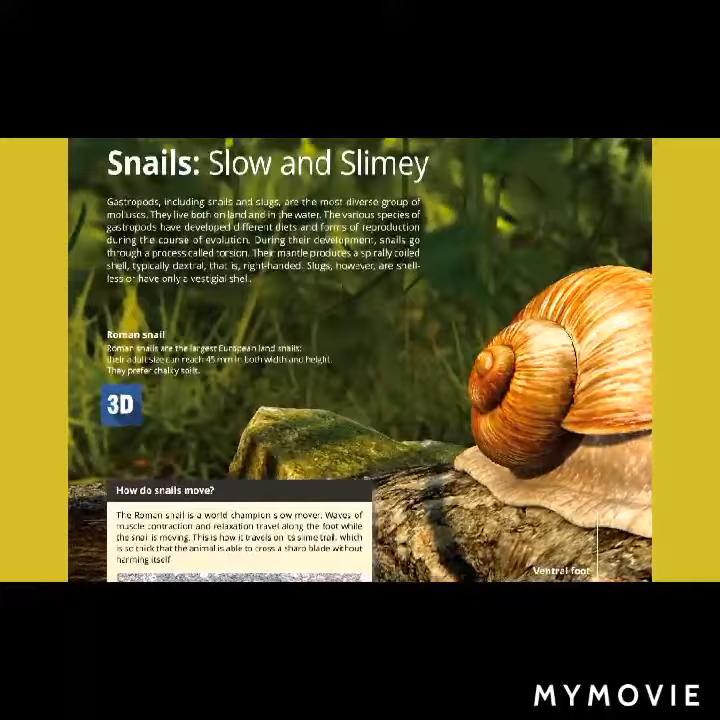 Snails: Slow and Slimey
Gastropods, including snails and slugs, are the most diverse group of
molluscs. They live both on land and in the water. The various species of
gastropods have developed different diets and forms of reproduction
during the course of evolution. During their development, snails go
through a process called torsion. Their mantle produces a spirally coiled
shell, typically dextral, that is, right-handed. Slugs, however, are shell-
less or have only a vestigial shell.
Roman snail
Roman snails are the largest European land snails:
their adult size can reach 45 mm in both width and height.
They prefer chalky soils.
3D
How do snails move?
The Roman snail is a world champion slow mover. Waves of
muscle contraction and relaxation travel along the foot while
the snail is moving. This is how it travels on its slime trail, which
is so thick that the animal is able to cross a sharp blade without
harming itself
Ventral foot
MYMOVIE